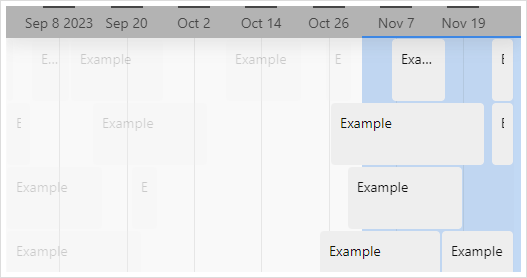 Sep 8 2023 Sep 20 Oct 2 Oct 14 Oct 26 Nov 7 Nov 19
E... Example Example E Exa... E
E Example Example E
Example E Example
Example Example Example